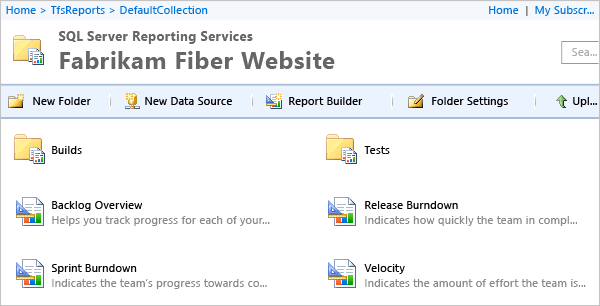 Home > TfsReports > DefaultCollection
Home | My Subscr...
SQL Server Reporting Services
Fabrikam Fiber Website
Sea...
New Folder
New Data Source
Report Builder
Folder Settings
Upl...
Builds
Tests
Backlog Overview
Helps you track progress for each of your...
Release Burndown
Indicates how quickly the team in compl...
Sprint Burndown
Indicates the team's progress towards co...
Velocity
Indicates the amount of effort the team is...